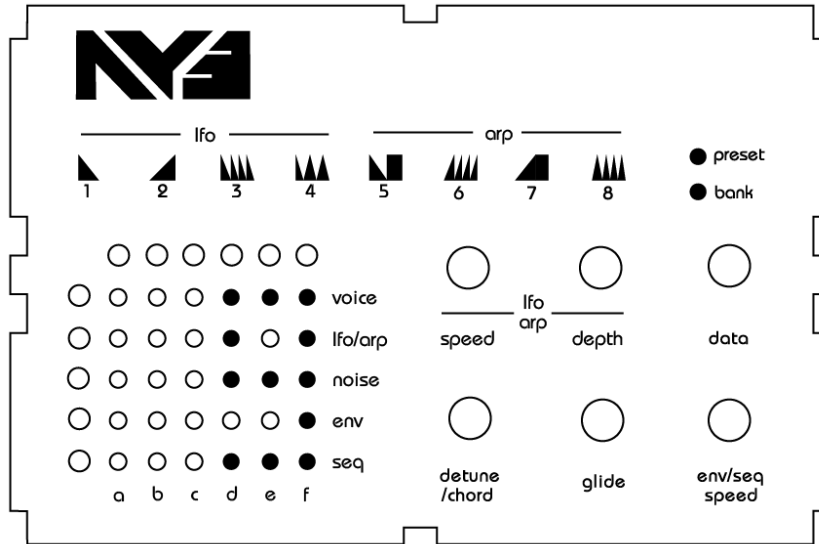 NYE
lfo arp
1 2 3 4 5 6 7 8
preset
bank
voice
lfo/arp
noise
env
seq
a b c d e f
lfo
arp
speed depth data
detune
/chord
glide
env/seq
speed